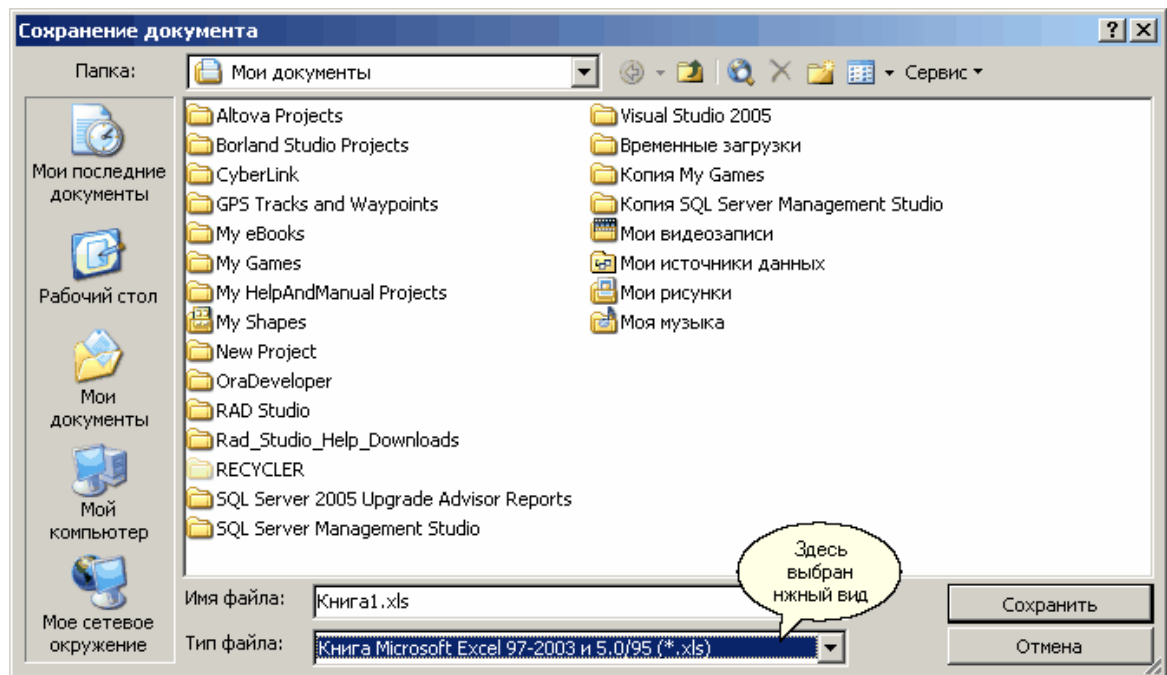 Сохранение документа
Папка:
Мои документы
Сервис
Мои последние
документы
Рабочий стол
Мои
документы
Мой
компьютер
Мое сетевое
окружение
Altova Projects
Borland Studio Projects
CyberLink
GPS Tracks and Waypoints
My eBooks
My Games
My HelpAndManual Projects
My Shapes
New Project
OraDeveloper
RAD Studio
Rad_Studio_Help_Downloads
RECYCLER
SQL Server 2005 Upgrade Advisor Reports
SQL Server Management Studio
Visual Studio 2005
Временные загрузки
Копия My Games
Копия SQL Server Management Studio
Мои видеозаписи
Мои источники данных
Мои рисунки
Моя музыка
Здесь
выбран
нжный вид
Имя файла:
Книга1.xls
Сохранить
Тип файла:
Книга Microsoft Excel 97-2003 и 5.0/95 (*.xls)
Отмена